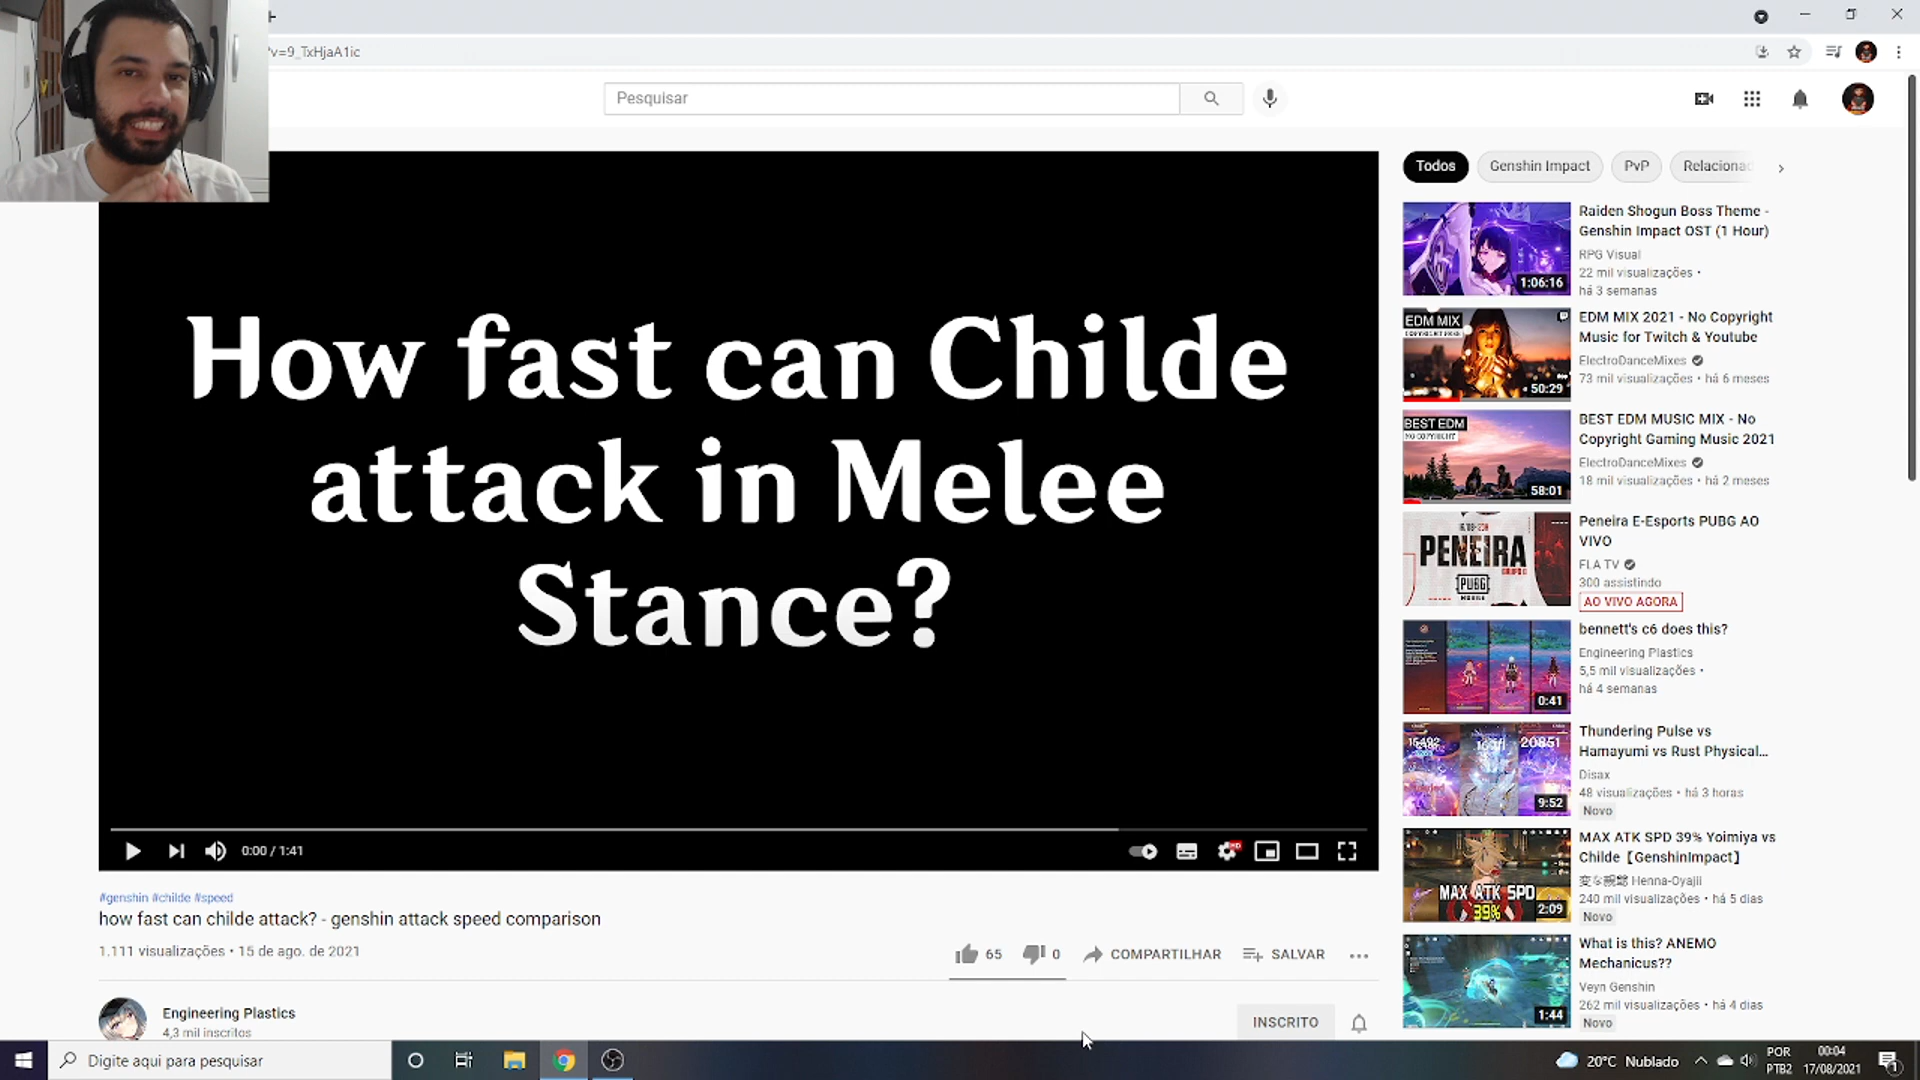 ?v=9_TxHjaA1ic
Pesquisar
How fast can Childe
attack in Melee
Stance?
0:00 / 1:41
HD
#genshin #childe #speed
how fast can childe attack? - genshin attack speed comparison
1.111 visualizações • 15 de ago. de 2021
65
0
COMPARTILHAR
SALVAR
Engineering Plastics
4,3 mil inscritos
INSCRITO
Todos
Genshin Impact
PvP
Relacionad
1:06:16
Raiden Shogun Boss Theme -
Genshin Impact OST (1 Hour)
RPG Visual
22 mil visualizações •
há 3 semanas
EDM MIX
50:29
EDM MIX 2021 - No Copyright
Music for Twitch & Youtube
ElectroDanceMixes
73 mil visualizações • há 6 meses
BEST EDM
NO COPYRIGHT
58:01
BEST EDM MUSIC MIX - No
Copyright Gaming Music 2021
ElectroDanceMixes
18 mil visualizações • há 2 meses
PENEIRA
PUBG
MOBILE
Peneira E-Esports PUBG AO
VIVO
FLA TV
300 assistindo
AO VIVO AGORA
0:41
bennett's c6 does this?
Engineering Plastics
5,5 mil visualizações •
há 4 semanas
15492
20851
9:52
Thundering Pulse vs
Hamayumi vs Rust Physical...
Disax
48 visualizações • há 3 horas
Novo
MAX ATK SPD
39%
2:09
MAX ATK SPD 39% Yoimiya vs
Childe【GenshinImpact】
Henna-Oyajii
240 mil visualizações • há 5 dias
Novo
1:44
What is this? ANEMO
Mechanicus??
Veyn Genshin
262 mil visualizações • há 4 dias
Novo
Digite aqui para pesquisar
20°C Nublado
POR
PTB2
00:04
17/08/2021
1